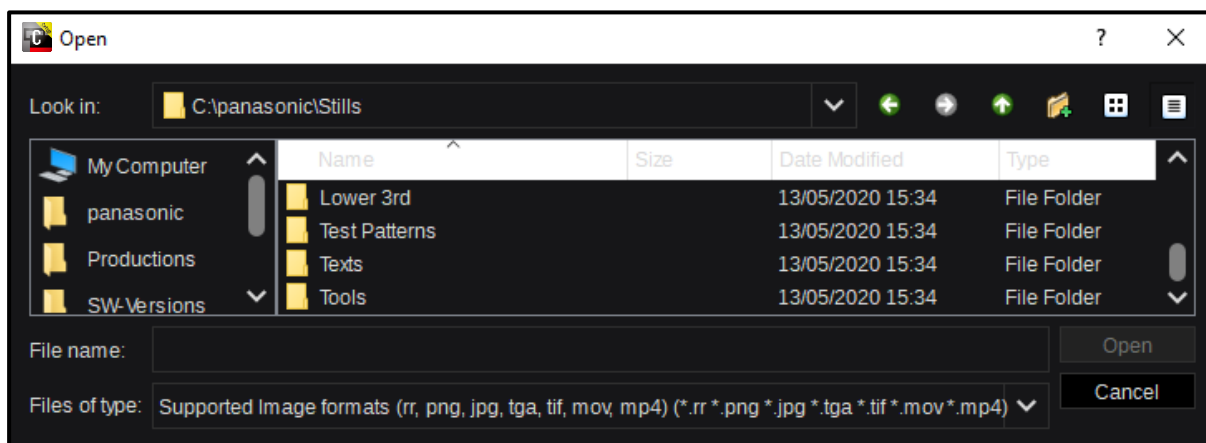 Open ?
Look in: C:\panasonic\Stills
My Computer
panasonic
Productions
SW-Versions
Name Size Date Modified Type
Lower 3rd 13/05/2020 15:34 File Folder
Test Patterns 13/05/2020 15:34 File Folder
Texts 13/05/2020 15:34 File Folder
Tools 13/05/2020 15:34 File Folder
File name: Open
Files of type: Supported Image formats (rr, png, jpg, tga, tif, mov, mp4) (*.rr *.png *.jpg *.tga *.tif *.mov *.mp4) Cancel